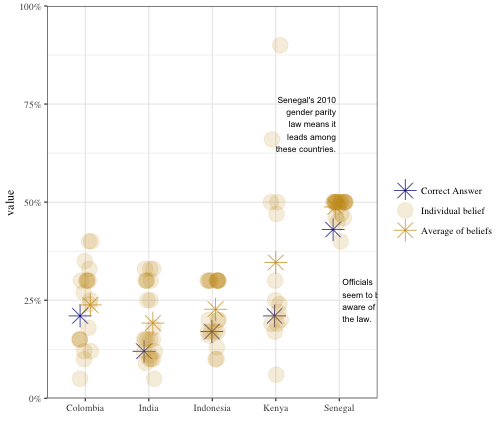 100%
75%
50%
25%
0%
value
Senegal's 2010
gender parity
law means it
leads among
these countries.
Officials
seem to b
aware of
the law.
Colombia
India
Indonesia
Kenya
Senegal
Correct Answer
Individual belief
Average of beliefs